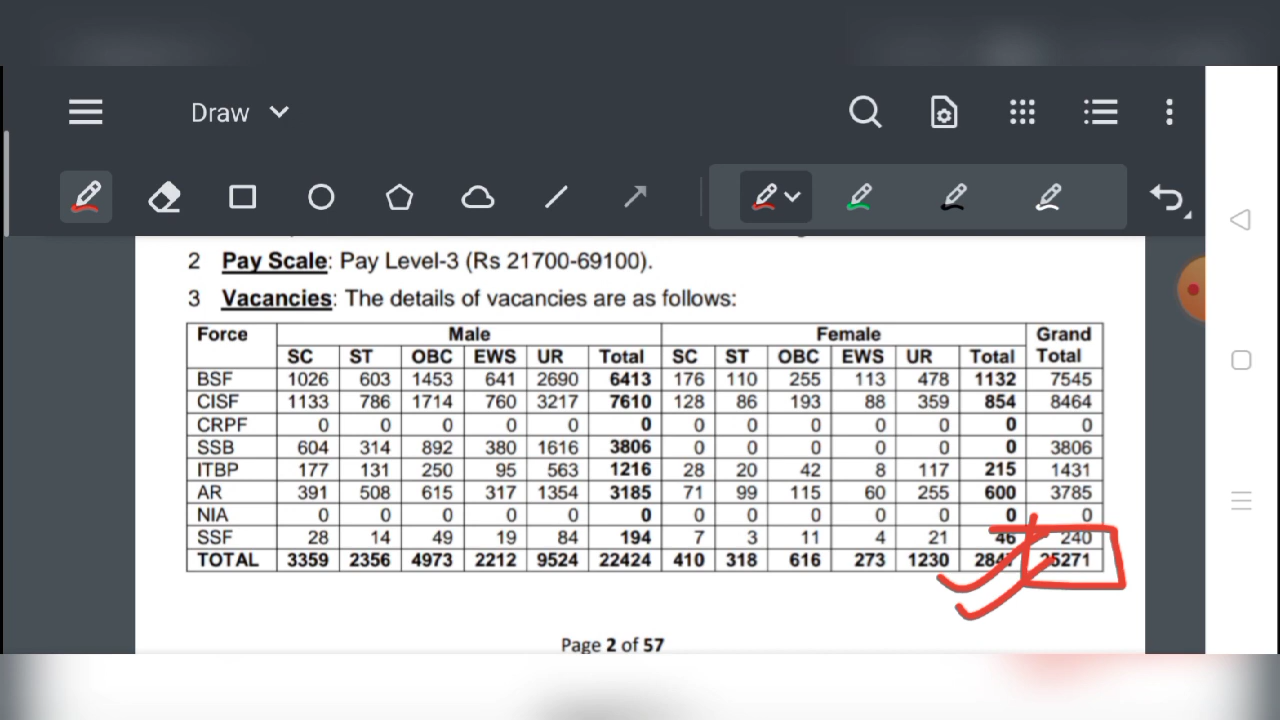 Draw
2 Pay Scale: Pay Level-3 (Rs 21700-69100).
3 Vacancies: The details of vacancies are as follows:
Force Male Female Grand Total
SC ST OBC EWS UR Total SC ST OBC EWS UR Total
BSF 1026 603 1453 641 2690 6413 176 110 255 113 478 1132 7545
CISF 1133 786 1714 760 3217 7610 128 86 193 88 359 854 8464
CRPF 0 0 0 0 0 0 0 0 0 0 0 0 0
SSB 604 314 892 380 1616 3806 0 0 0 0 0 0 3806
ITBP 177 131 250 95 563 1216 28 20 42 8 117 215 1431
AR 391 508 615 317 1354 3185 71 99 115 60 255 600 3785
NIA 0 0 0 0 0 0 0 0 0 0 0 0 0
SSF 28 14 49 19 84 194 7 3 11 4 21 46 240
TOTAL 3359 2356 4973 2212 9524 22424 410 318 616 273 1230 2847 25271
Page 2 of 57